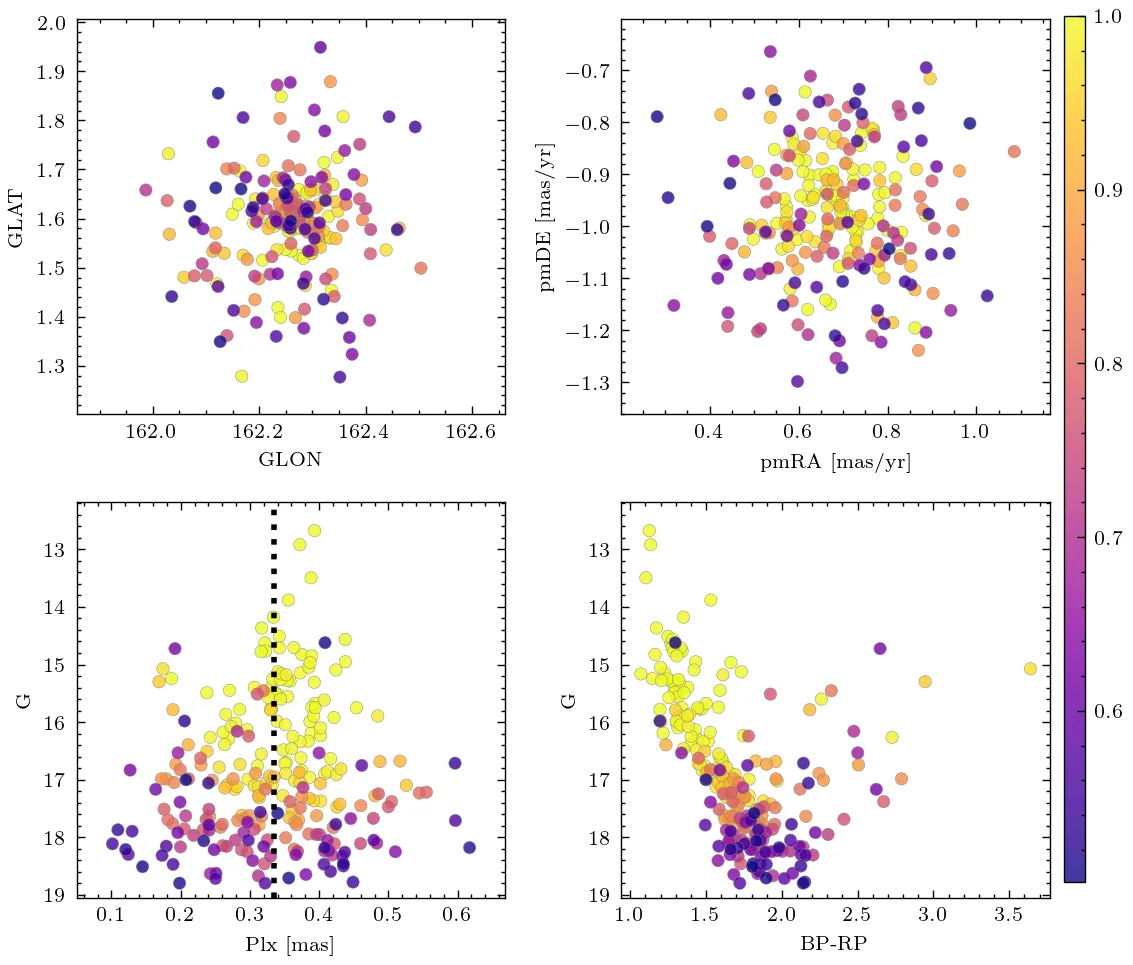 2.0
1.9
1.8
1.7
1.6
1.5
1.4
1.3
GLAT
162.0 162.2 162.4 162.6
GLON
−0.7
−0.8
−0.9
−1.0
−1.1
−1.2
−1.3
pmDE [mas/yr]
0.4 0.6 0.8 1.0
pmRA [mas/yr]
1.0
0.9
0.8
0.7
0.6
13
14
15
16
17
18
19
G
0.1 0.2 0.3 0.4 0.5 0.6
Plx [mas]
13
14
15
16
17
18
19
G
1.0 1.5 2.0 2.5 3.0 3.5
BP-RP